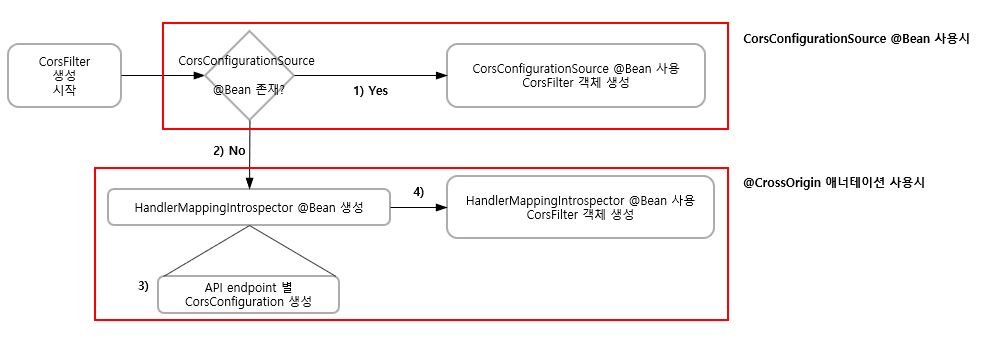 CorsConfigurationSource @Bean 사용시
CorsFilter
생성
시작
CorsConfigurationSource
@Bean 존재?
1) Yes
CorsConfigurationSource @Bean 사용
CorsFilter 객체 생성
2) No
@CrossOrigin 애너테이션 사용시
HandlerMappingIntrospector @Bean 생성
4)
HandlerMappingIntrospector @Bean 사용
CorsFilter 객체 생성
3)
API endpoint 별
CorsConfiguration 생성